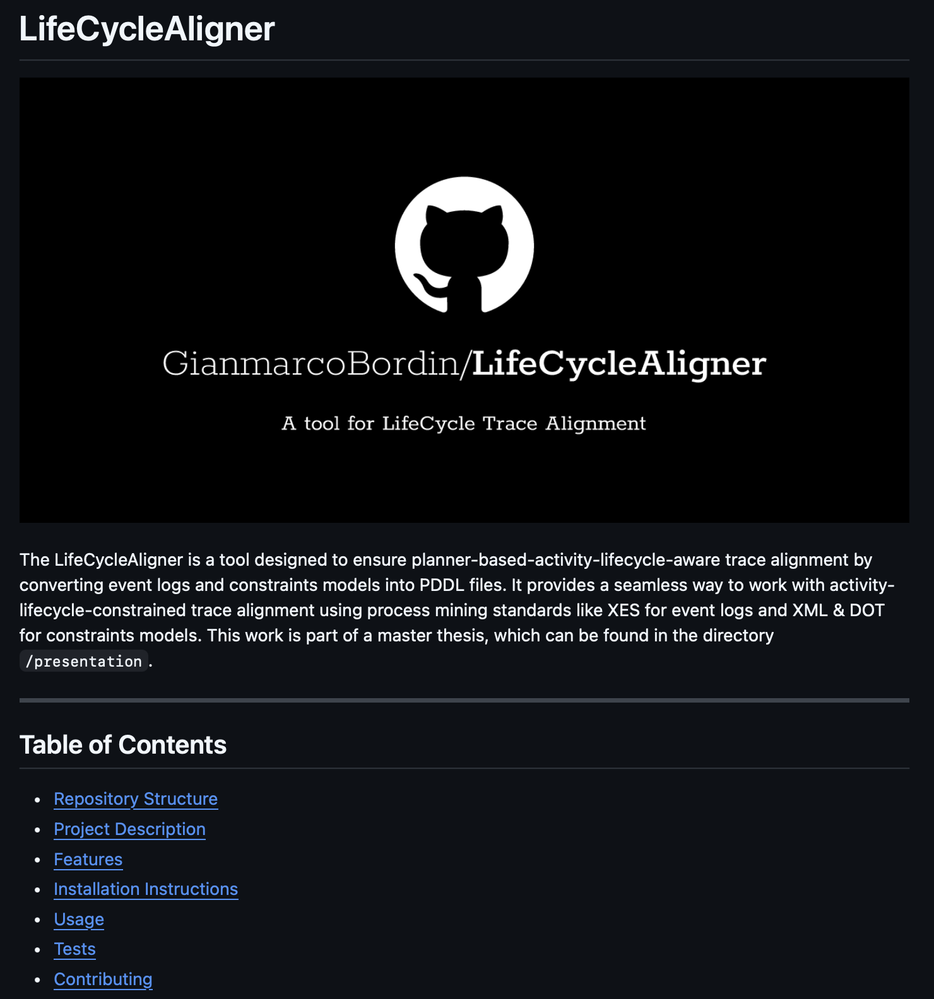 LifeCycleAligner
GianmarcoBordin/LifeCycleAligner
A tool for LifeCycle Trace Alignment
The LifeCycleAligner is a tool designed to ensure planner-based-activity-lifecycle-aware trace alignment by
converting event logs and constraints models into PDDL files. It provides a seamless way to work with activity-
lifecycle-constrained trace alignment using process mining standards like XES for event logs and XML & DOT
for constraints models. This work is part of a master thesis, which can be found in the directory
/presentation.
Table of Contents
• Repository Structure
• Project Description
• Features
• Installation Instructions
• Usage
• Tests
• Contributing